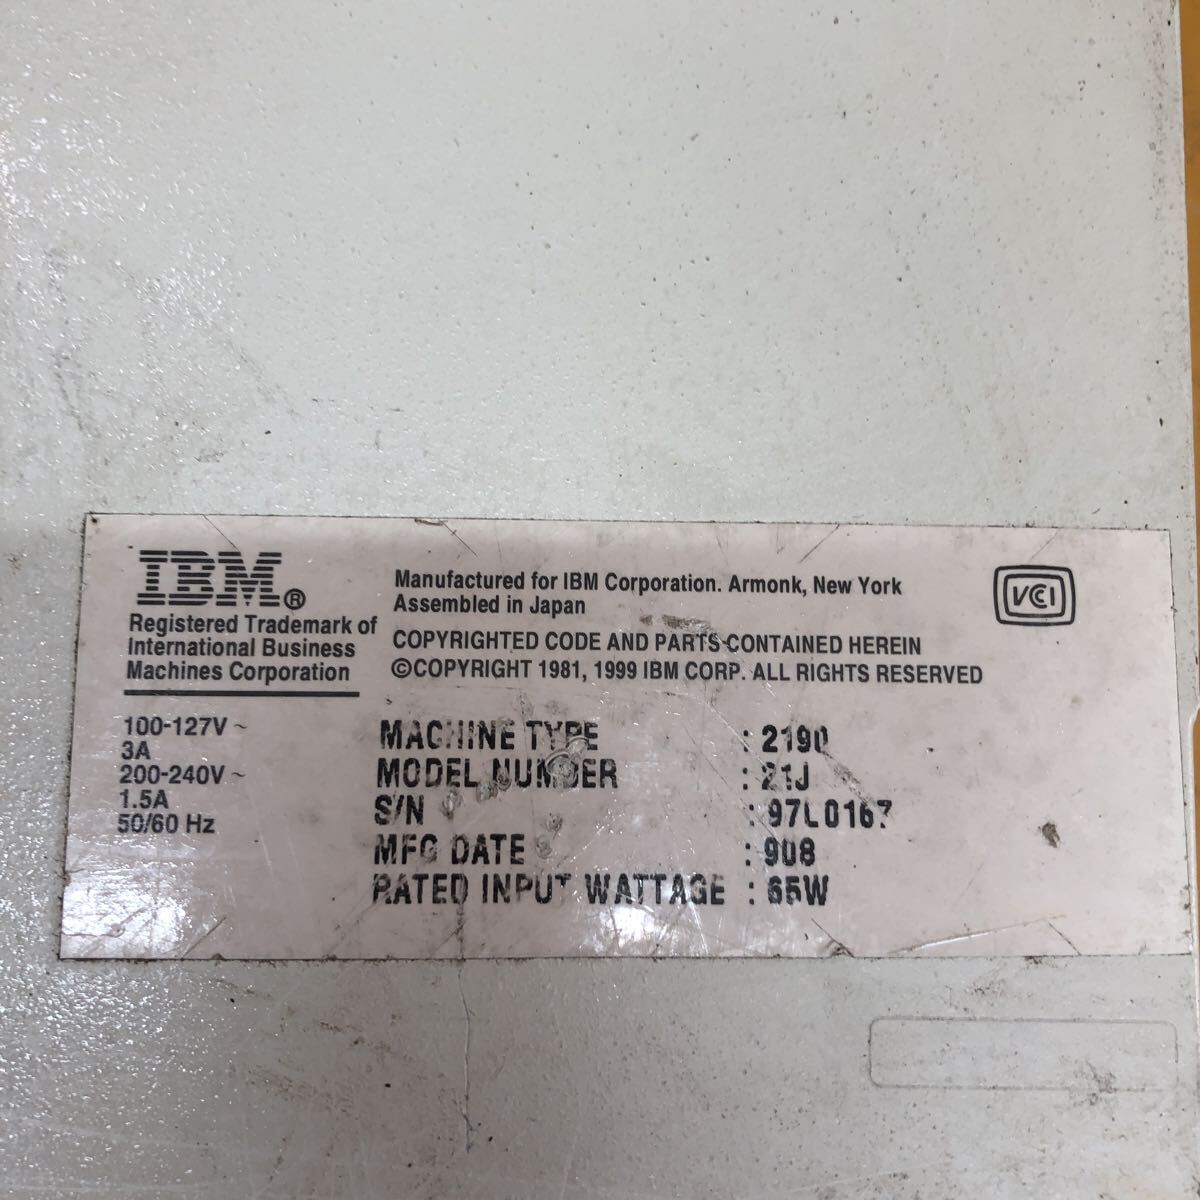 IBM®
Registered Trademark of
International Business
Machines Corporation
Manufactured for IBM Corporation. Armonk, New York
Assembled in Japan
COPYRIGHTED CODE AND PARTS CONTAINED HEREIN
©COPYRIGHT 1981, 1999 IBM CORP. ALL RIGHTS RESERVED
VCI
100-127V ~
3A
200-240V ~
1.5A
50/60 Hz
MACHINE TYPE : 2190
MODEL NUMBER : 21J
S/N : 97L0167
MFG DATE : 908
RATED INPUT WATTAGE : 65W